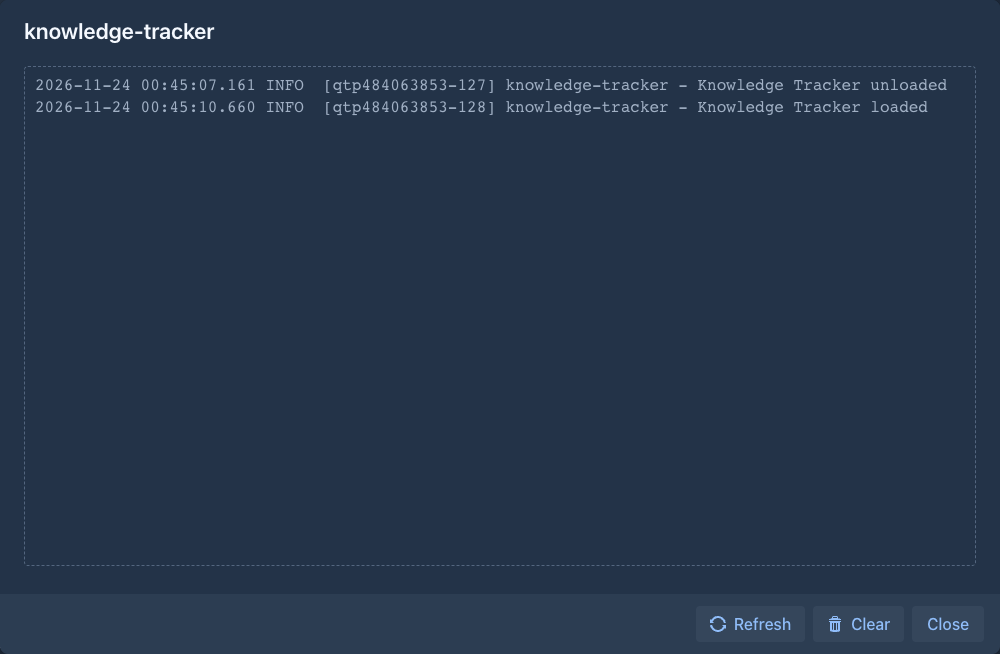 knowledge-tracker
2026-11-24 00:45:07.161 INFO  [qtp484063853-127] knowledge-tracker - Knowledge Tracker unloaded
2026-11-24 00:45:10.660 INFO  [qtp484063853-128] knowledge-tracker - Knowledge Tracker loaded
Refresh Clear Close